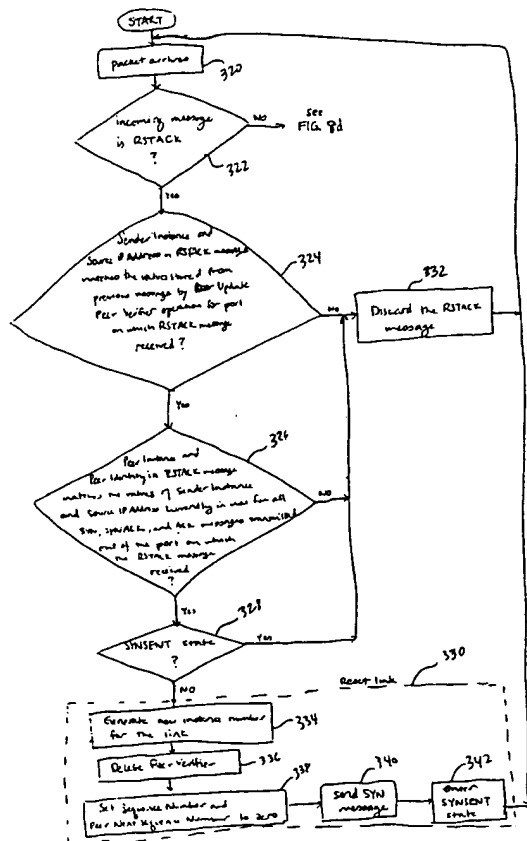 START
packet arrives
320
Incoming message
is RSTACK
?
NO
see
FIG. 8d
322
Yes
Sender Instance and
Source IP Address in RSTACK message
matches the values stored from
previous message by Update
Peer Verifier operation for port
on which RSTACK message
received?
324
NO
332
Discard the RSTACK
message
Yes
326
Peer Instance and
Peer Identity in RSTACK message
matches the values of Sender Instance
and Source IP Address currently in use for all
SYN, SYNACK, and ACK messages transmitted
out of the port on which
the RSTACK message
received
?
NO
Yes
328
SYNSENT state
?
Yes
NO
Reset link
330
Generate new instance number
for the link
334
Delete Peer Verifier
336
338
Set Sequence Number and
Peer Next Sequence Number to zero
340
Send SYN
message
342
enter
SYNSENT
state